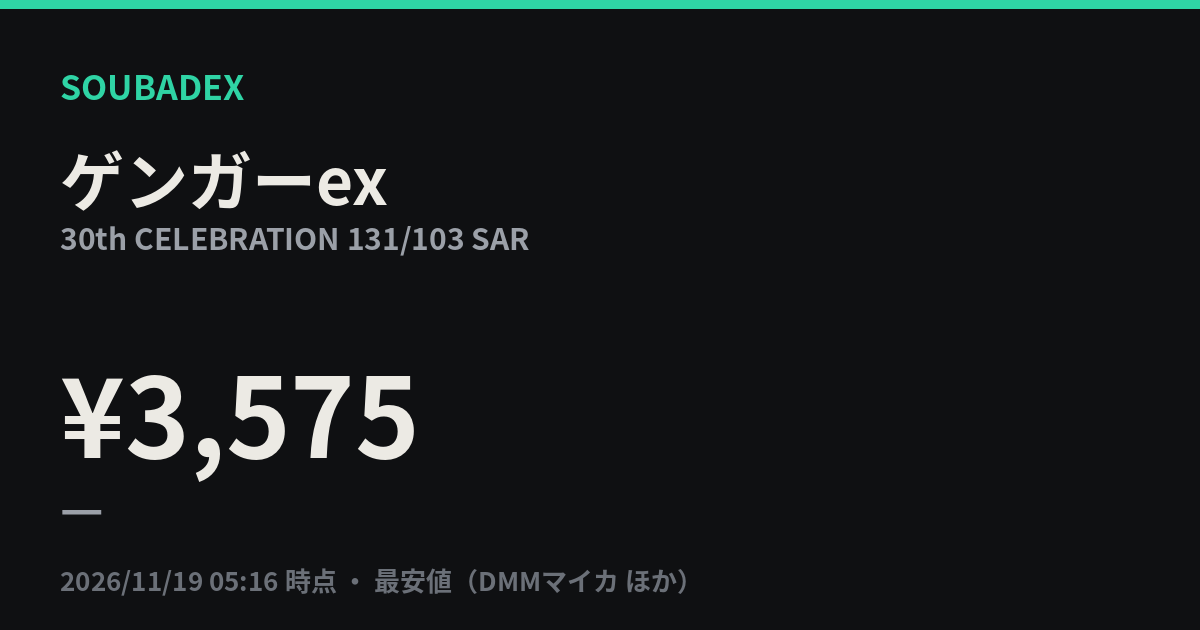 SOUBADEX
ゲンガーex
30th CELEBRATION 131/103 SAR
¥3,575
—
2026/11/19 05:16 時点 ・ 最安値（DMMマイカ ほか）